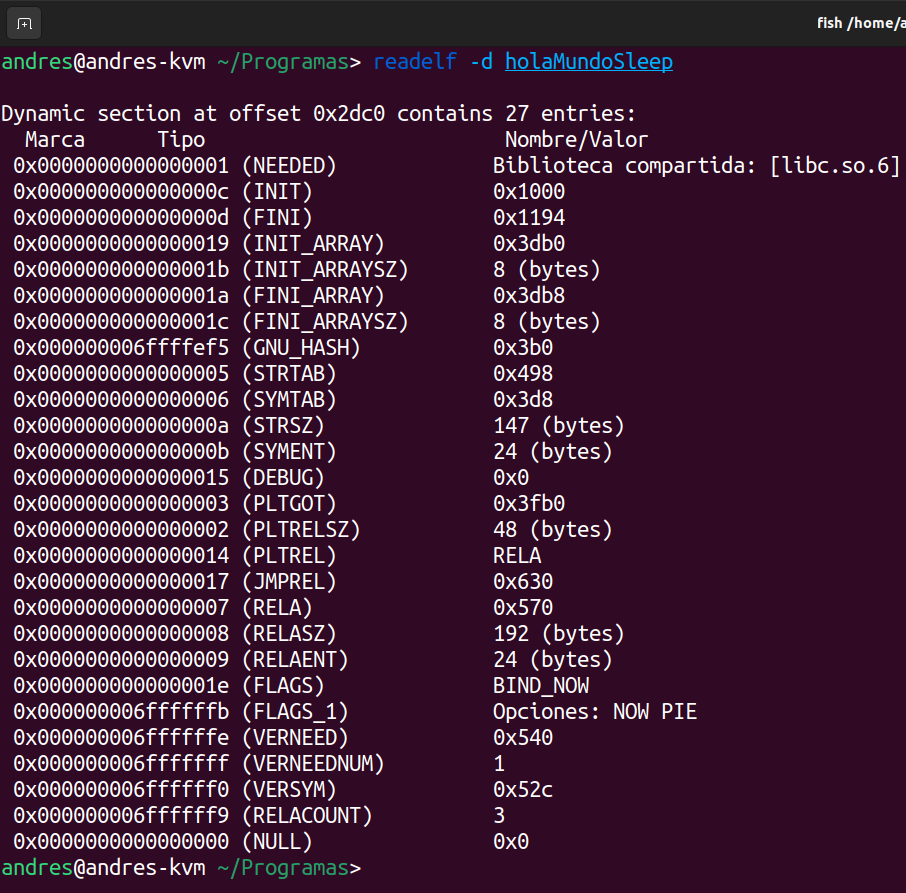 fish /home/a
andres@andres-kvm ~/Programas> readelf -d holaMundoSleep
Dynamic section at offset 0x2dc0 contains 27 entries:
  Marca      Tipo                         Nombre/Valor
 0x0000000000000001 (NEEDED)             Biblioteca compartida: [libc.so.6]
 0x000000000000000c (INIT)               0x1000
 0x000000000000000d (FINI)               0x1194
 0x0000000000000019 (INIT_ARRAY)         0x3db0
 0x000000000000001b (INIT_ARRAYSZ)       8 (bytes)
 0x000000000000001a (FINI_ARRAY)         0x3db8
 0x000000000000001c (FINI_ARRAYSZ)       8 (bytes)
 0x000000006ffffef5 (GNU_HASH)           0x3b0
 0x0000000000000005 (STRTAB)             0x498
 0x0000000000000006 (SYMTAB)             0x3d8
 0x000000000000000a (STRSZ)              147 (bytes)
 0x000000000000000b (SYMENT)             24 (bytes)
 0x0000000000000015 (DEBUG)              0x0
 0x0000000000000003 (PLTGOT)             0x3fb0
 0x0000000000000002 (PLTRELSZ)           48 (bytes)
 0x0000000000000014 (PLTREL)             RELA
 0x0000000000000017 (JMPREL)             0x630
 0x0000000000000007 (RELA)               0x570
 0x0000000000000008 (RELASZ)             192 (bytes)
 0x0000000000000009 (RELAENT)            24 (bytes)
 0x000000000000001e (FLAGS)              BIND_NOW
 0x000000006ffffffb (FLAGS_1)            Opciones: NOW PIE
 0x000000006ffffffe (VERNEED)            0x540
 0x000000006fffffff (VERNEEDNUM)         1
 0x000000006ffffff0 (VERSYM)             0x52c
 0x000000006ffffff9 (RELACOUNT)          3
 0x0000000000000000 (NULL)               0x0
andres@andres-kvm ~/Programas>